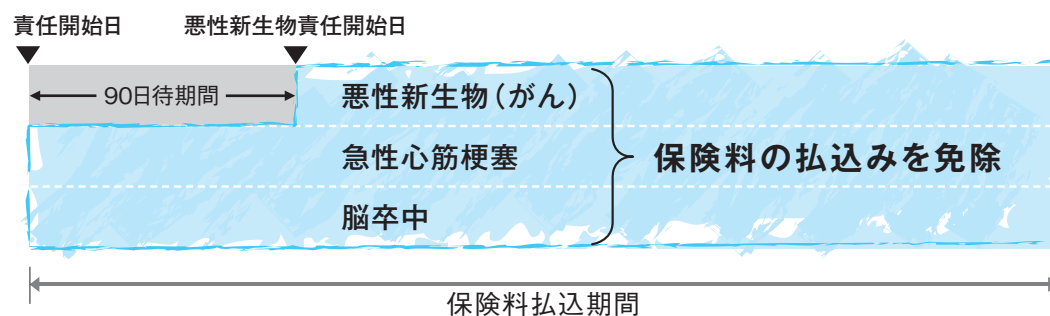 責任開始日
悪性新生物責任開始日
90日待期間
悪性新生物（がん）
急性心筋梗塞
保険料の払込みを免除
脳卒中
保険料払込期間